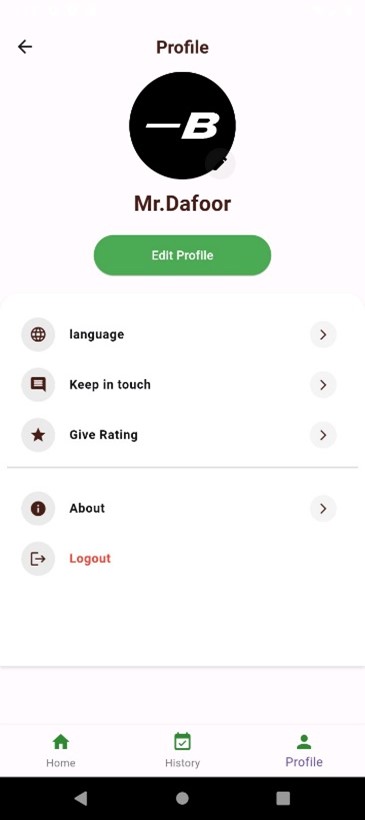 Profile
-B
Mr.Dafoor
Edit Profile
language
Keep in touch
Give Rating
About
Logout
Home
History
Profile